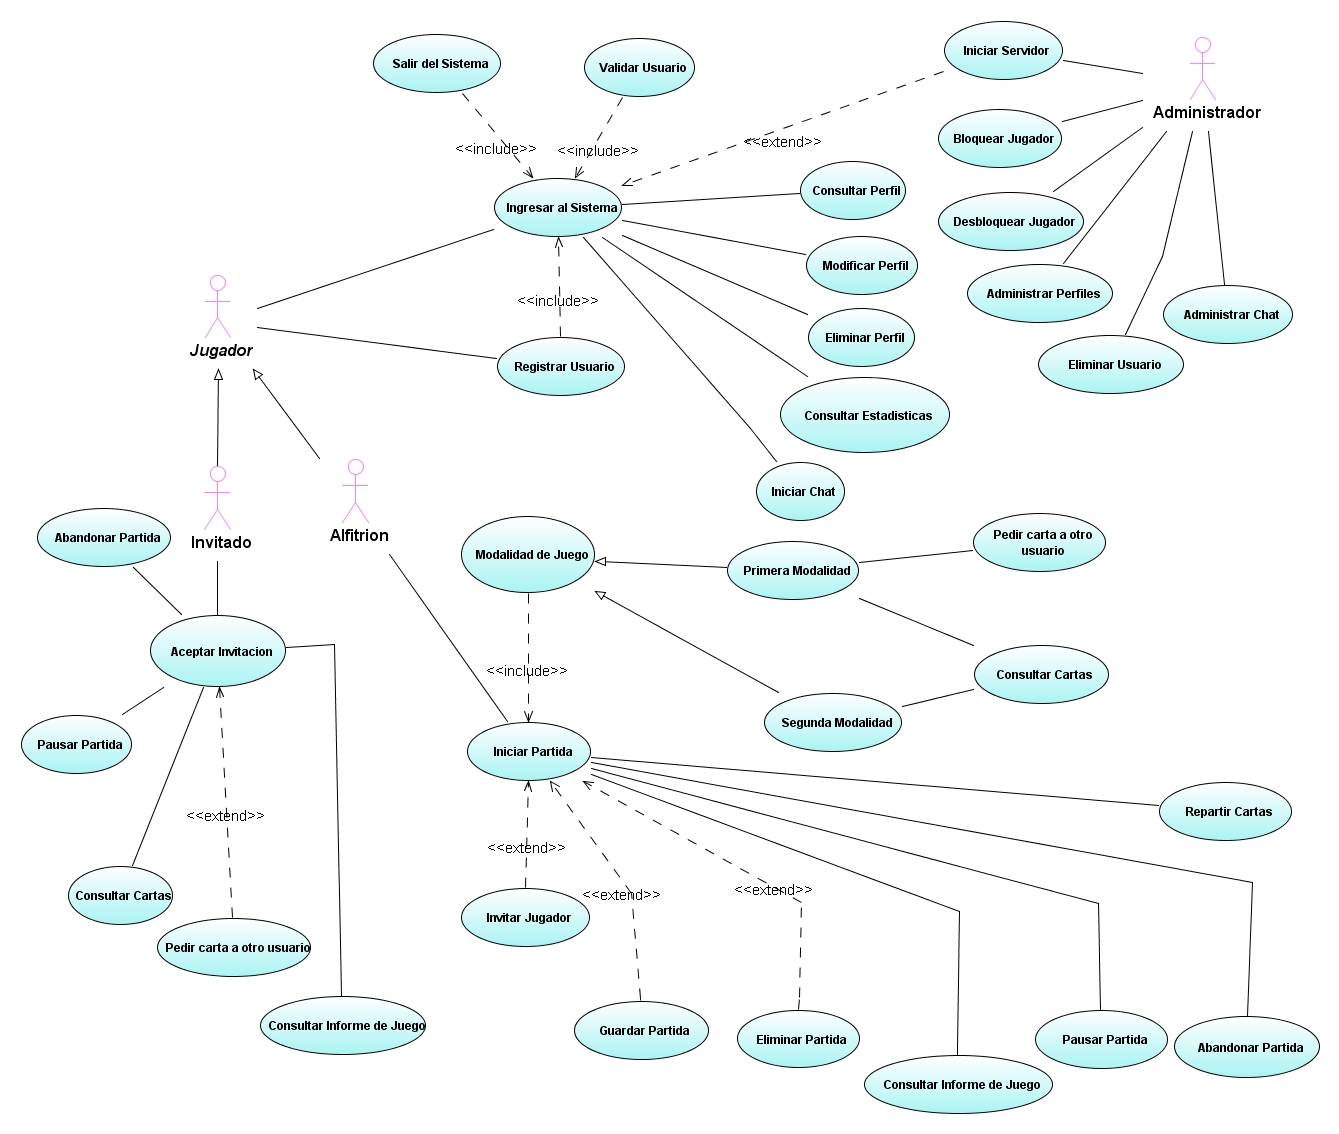 Iniciar Servidor
Salir del Sistema
Validar Usuario
Administrador
<<extend>>
Bloquear Jugador
<<include>>
<<include>>
Consultar Perfil
Ingresar al Sistema
Desbloquear Jugador
Modificar Perfil
Administrar Perfiles
<<include>>
Administrar Chat
Eliminar Perfil
Jugador
Registrar Usuario
Eliminar Usuario
Consultar Estadisticas
Iniciar Chat
Abandonar Partida
Invitado
Alfitrion
Pedir carta a otro
usuario
Modalidad de Juego
Primera Modalidad
Aceptar Invitacion
<<include>>
Consultar Cartas
Segunda Modalidad
Pausar Partida
Iniciar Partida
Repartir Cartas
<<extend>>
<<extend>>
<<extend>>
<<extend>>
Consultar Cartas
Invitar Jugador
Pedir carta a otro usuario
Consultar Informe de Juego
Guardar Partida
Eliminar Partida
Pausar Partida
Abandonar Partida
Consultar Informe de Juego